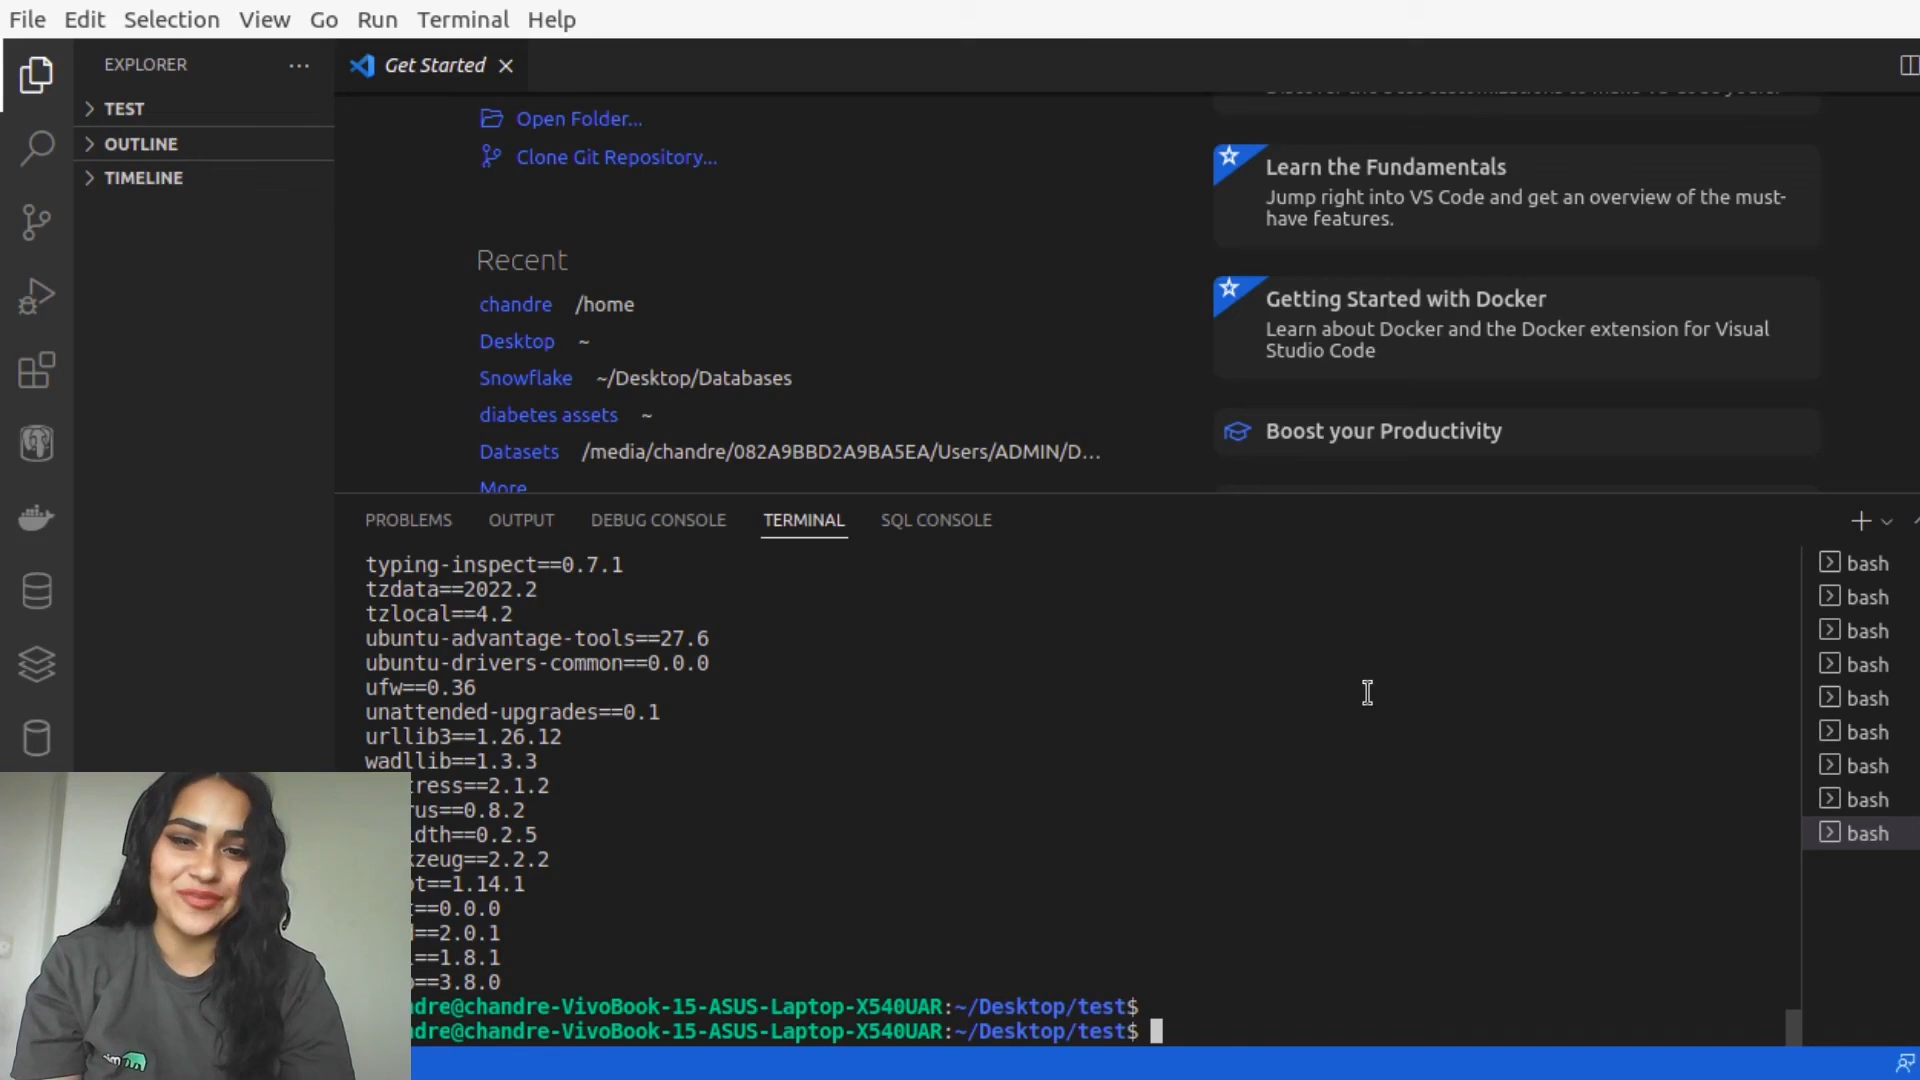 File Edit Selection View Go Run Terminal Help
EXPLORER
Get Started
TEST
OUTLINE
TIMELINE
Open Folder...
Clone Git Repository...
Recent
chandre /home
Desktop ~
Snowflake ~/Desktop/Databases
diabetes assets ~
Datasets /media/chandre/082A9BBD2A9BA5EA/Users/ADMIN/D...
More
Learn the Fundamentals
Jump right into VS Code and get an overview of the must-
have features.
Getting Started with Docker
Learn about Docker and the Docker extension for Visual
Studio Code
Boost your Productivity
PROBLEMS OUTPUT DEBUG CONSOLE TERMINAL SQL CONSOLE
typing-inspect==0.7.1
tzdata==2022.2
tzlocal==4.2
ubuntu-advantage-tools==27.6
ubuntu-drivers-common==0.0.0
ufw==0.36
unattended-upgrades==0.1
urllib3==1.26.12
wadllib==1.3.3
tress==2.1.2
rus==0.8.2
dth==0.2.5
zeug==2.2.2
t==1.14.1
==0.0.0
==2.0.1
==1.8.1
==3.8.0
dre@chandre-VivoBook-15-ASUS-Laptop-X540UAR:~/Desktop/test$
dre@chandre-VivoBook-15-ASUS-Laptop-X540UAR:~/Desktop/test$
bash
bash
bash
bash
bash
bash
bash
bash
bash